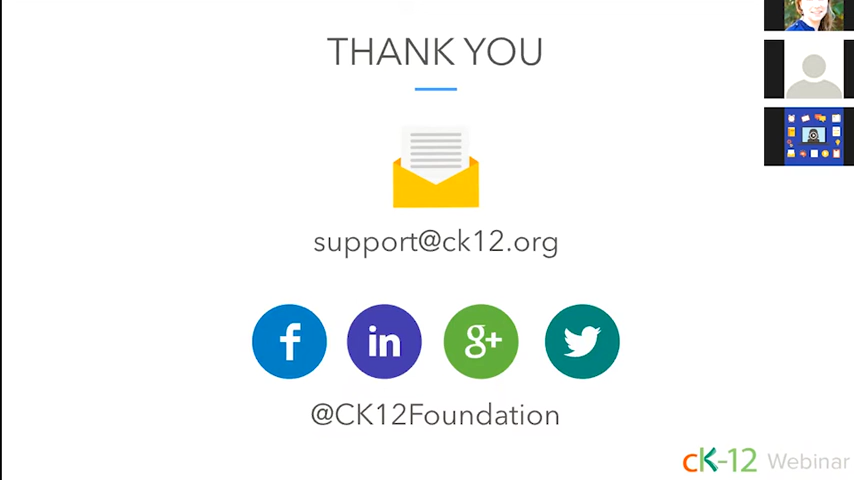 THANK YOU
support@ck12.org
f in g+
@CK12Foundation
cK-12 Webinar